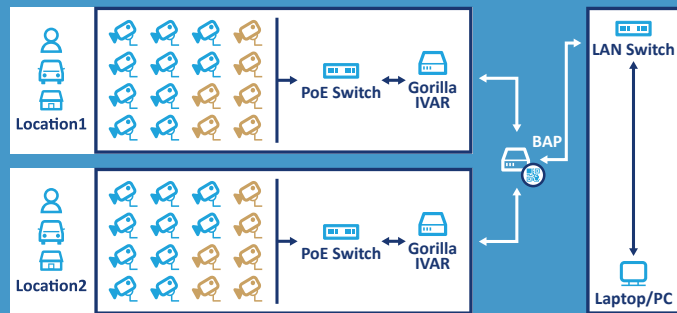 Location1
PoE Switch
Gorilla
IVAR
BAP
LAN Switch
Location2
PoE Switch
Gorilla
IVAR
Laptop/PC